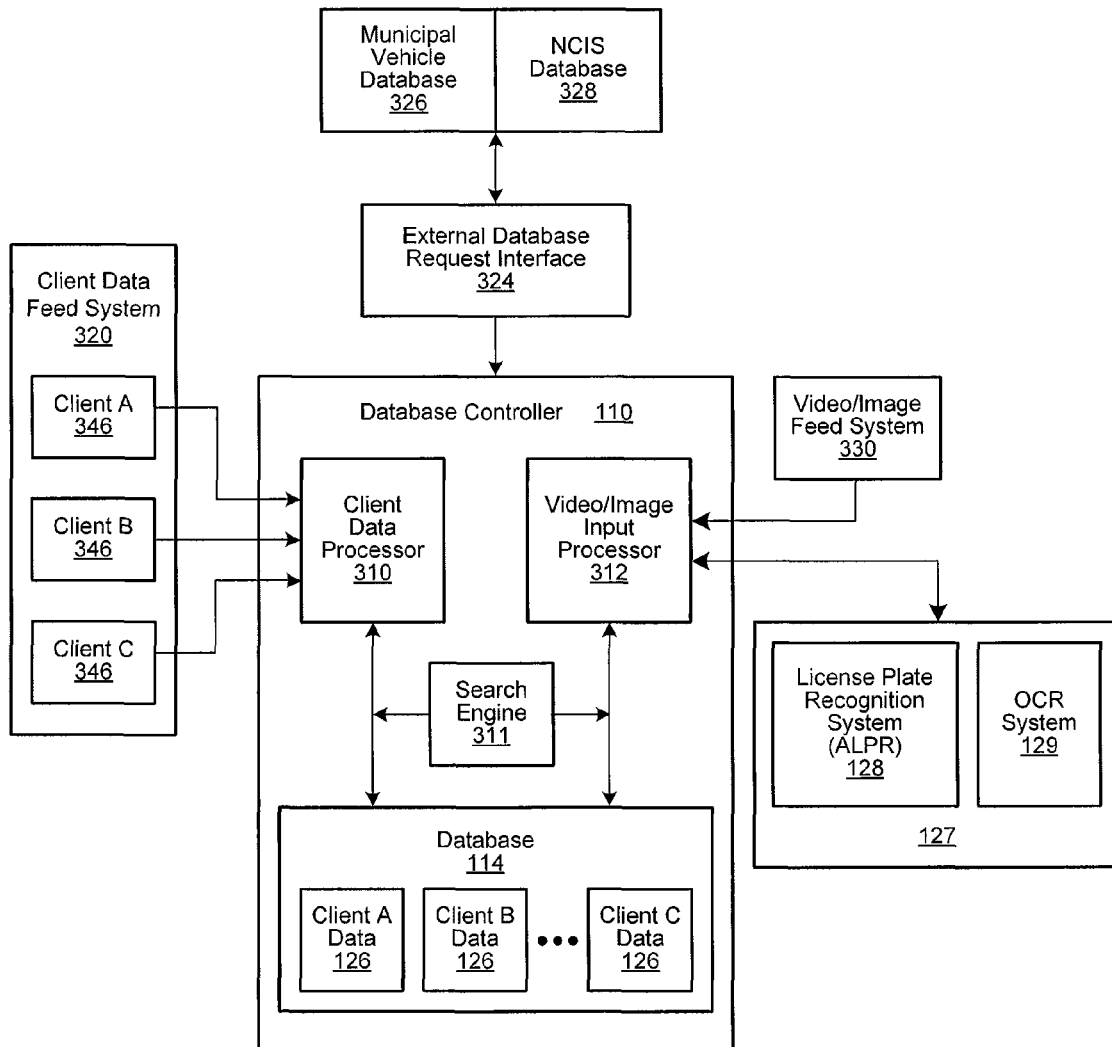 Municipal
Vehicle
Database
326
NCIS
Database
328
External Database
Request Interface
324
Client Data
Feed System
320
Client A
346
Client B
346
Client C
346
Database Controller 110
Client
Data
Processor
310
Video/Image
Input
Processor
312
Search
Engine
311
Database
114
Client A
Data
126
Client B
Data
126
Client C
Data
126
Video/Image
Feed System
330
License Plate
Recognition
System
(ALPR)
128
OCR
System
129
127